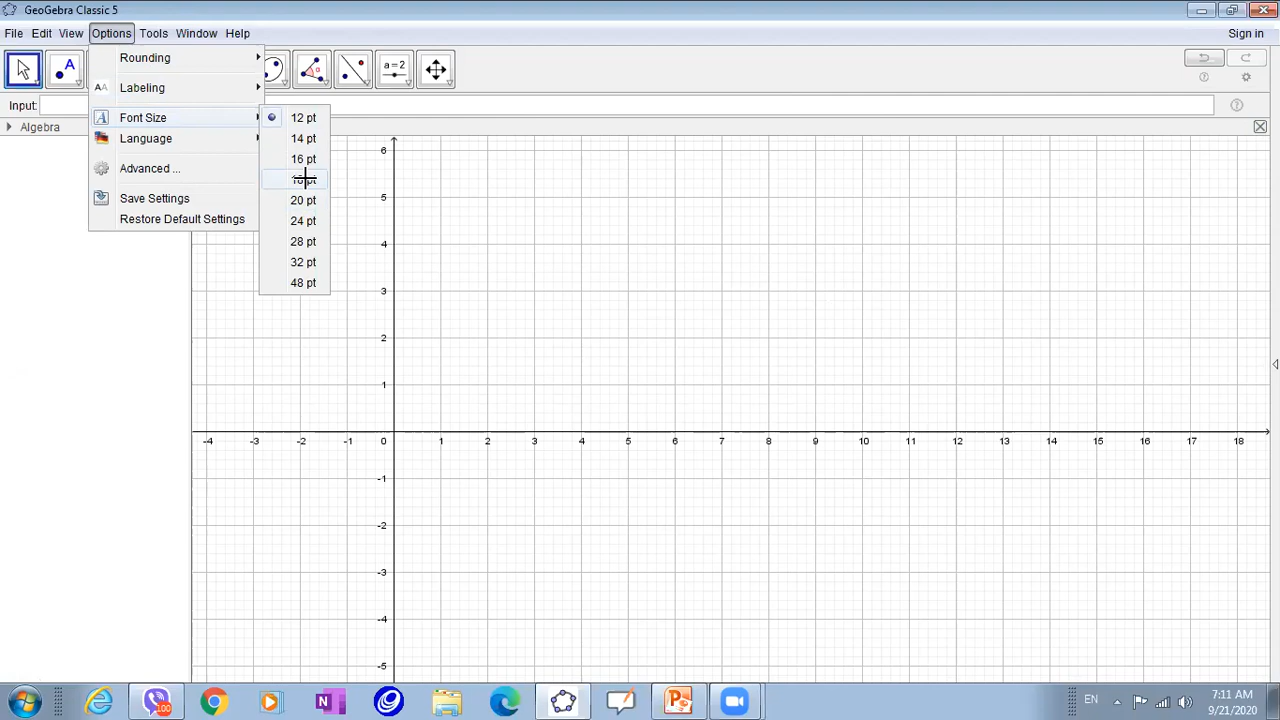 GeoGebra Classic 5
File Edit View Options Tools Window Help Sign in
Rounding
Labeling
Font Size
Language
Advanced ...
Save Settings
Restore Default Settings
12 pt
14 pt
16 pt
20 pt
24 pt
28 pt
32 pt
48 pt
A
a=2
Input:
Algebra
6
5
4
3
2
1
-4 -3 -2 -1 0 1 2 3 4 5 6 7 8 9 10 11 12 13 14 15 16 17 18
-1
-2
-3
-4
-5
100
EN
7:11 AM
9/21/2020